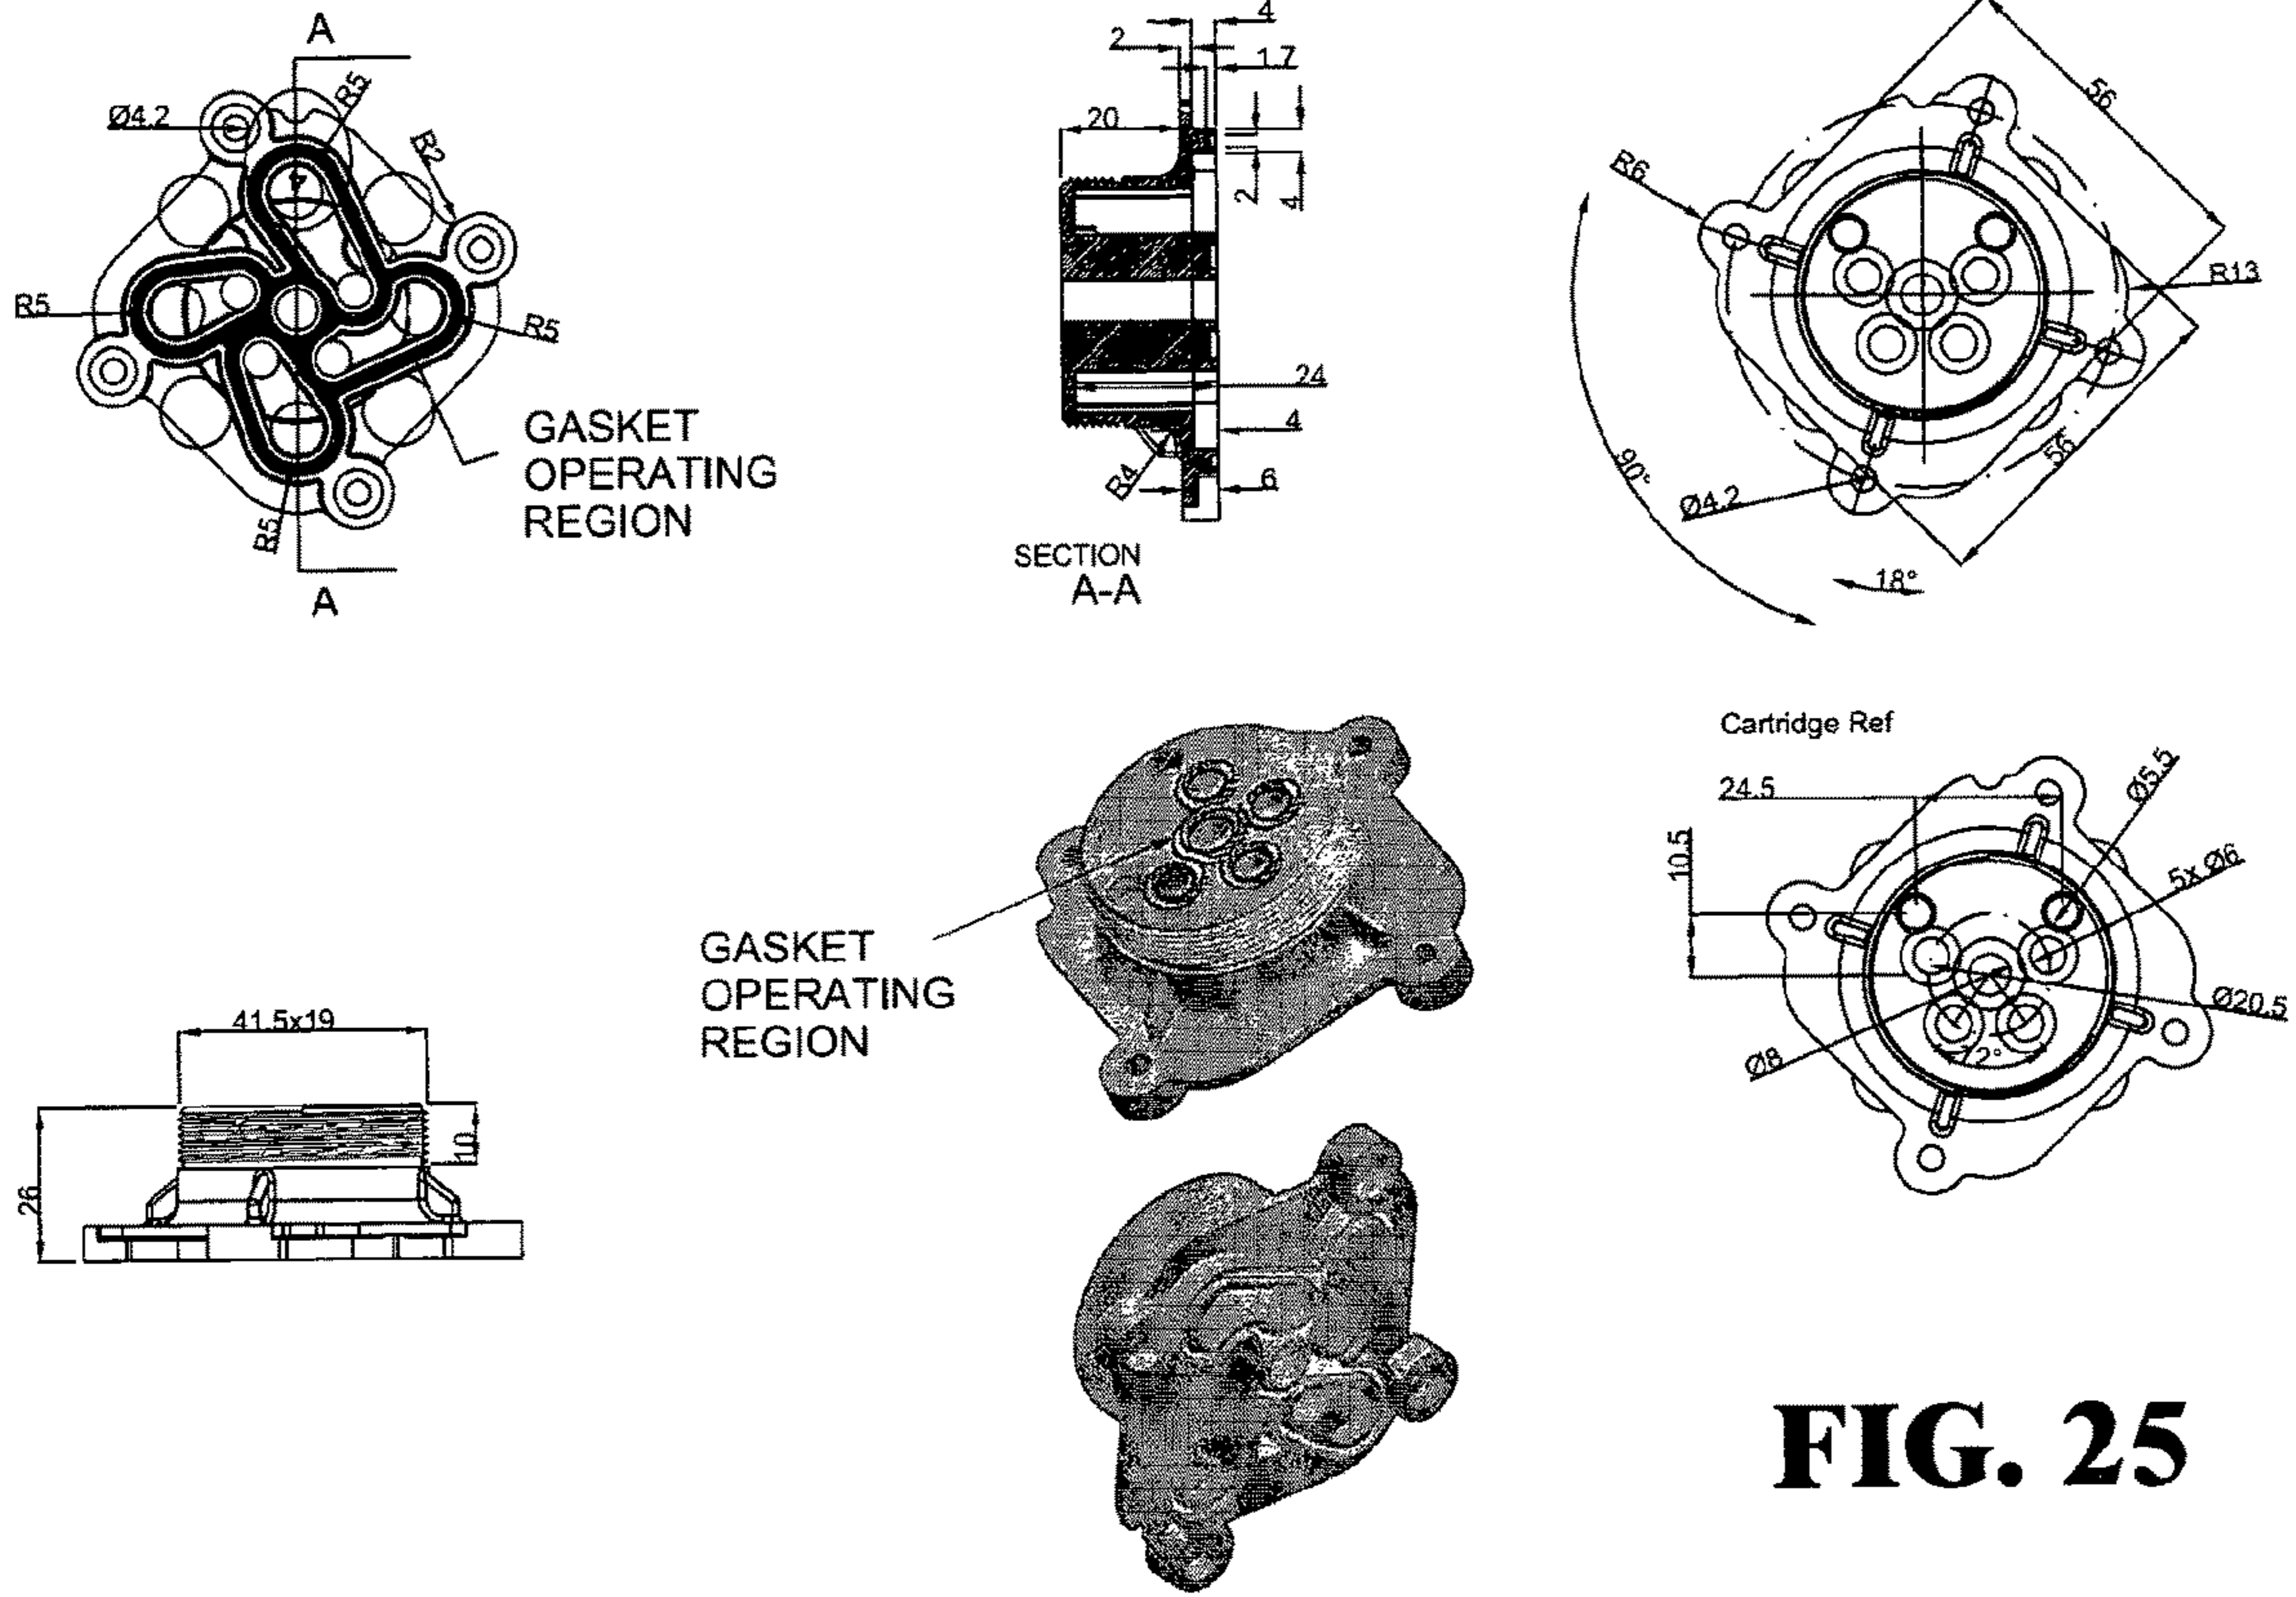 A
Ø4.2
R5
R2
R5
R5
R5
A
GASKET
OPERATING
REGION
4
2
1.7
20
2
4
24
4
R4
6
SECTION
A-A
56
R6
R13
90°
Ø4.2
56
18°
Cartridge Ref
24.5
Ø5.5
10.5
5x Ø6
Ø20.5
Ø8
GASKET
OPERATING
REGION
41.5x19
10
26
FIG. 25